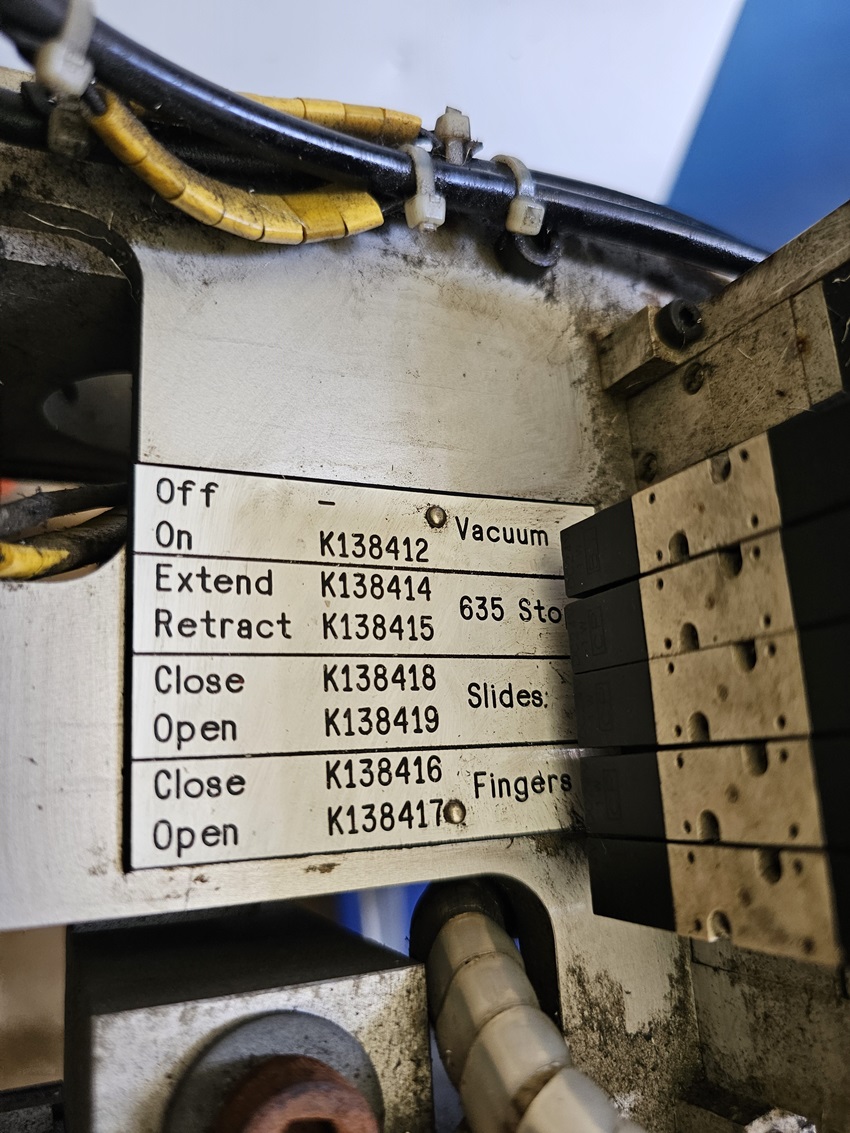 Off – Vacuum
On K138412
Extend K138414 635 Sto
Retract K138415
Close K138418 Slides:
Open K138419
Close K138416 Fingers
Open K138417